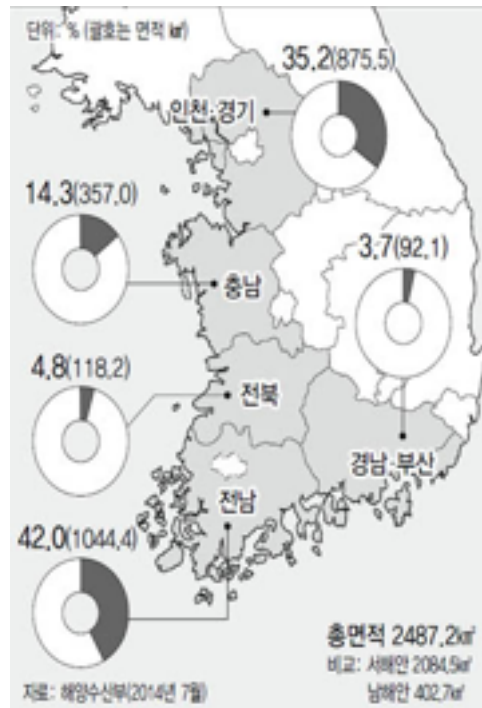 단위: % (괄호는 면적 ㎢)
35.2(875.5)
인천·경기
14.3(357.0)
충남
3.7(92.1)
경남·부산
4.8(118.2)
전북
42.0(1044.4)
전남
총면적 2487.2㎢
비교: 서해안 2084.5㎢
남해안 402.7㎢
자료: 해양수산부(2014년 7월)